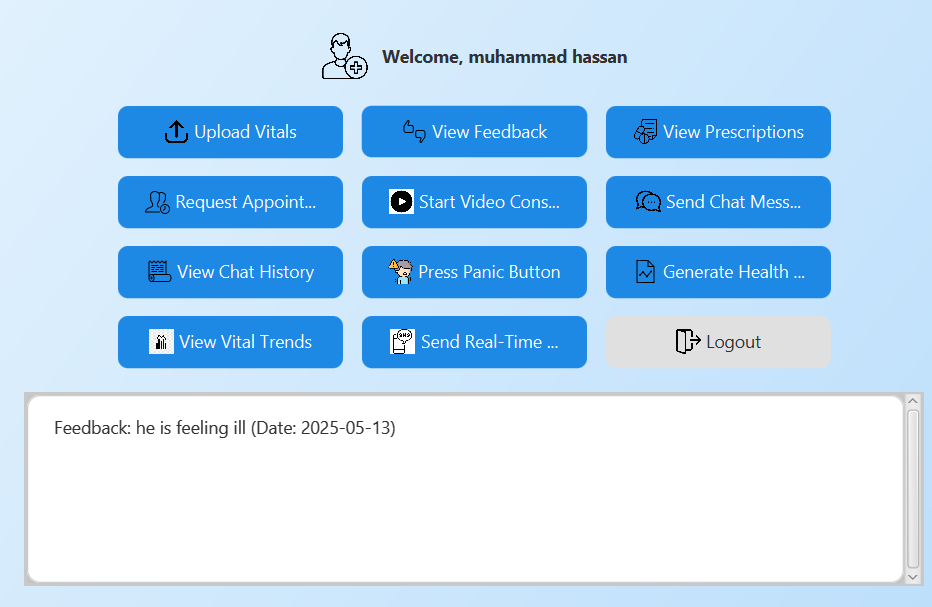 Welcome, muhammad hassan
Upload Vitals
View Feedback
View Prescriptions
Request Appoint...
Start Video Cons...
Send Chat Mess...
View Chat History
Press Panic Button
Generate Health ...
View Vital Trends
Send Real-Time ...
Logout
Feedback: he is feeling ill (Date: 2025-05-13)